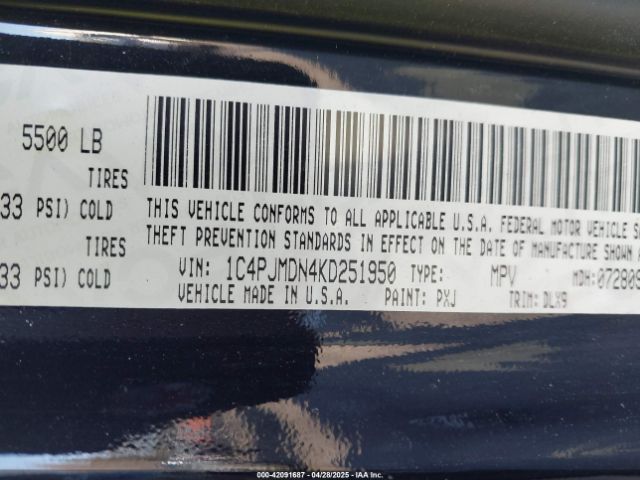 5500 LB
TIRES
33 PSI) COLD
TIRES
33 PSI) COLD
THIS VEHICLE CONFORMS TO ALL APPLICABLE U.S.A. FEDERAL MOTOR VEHICLE
THEFT PREVENTION STANDARDS IN EFFECT ON THE DATE OF MANUFACTURE SHOWN
VIN: 1C4PJMDN4KD251950 TYPE: MPV MDH:07280
VEHICLE MADE IN U.S.A. PAINT: PXJ TRIM: DLX9
000-42091687 - 04/28/2025 - IAA Inc.